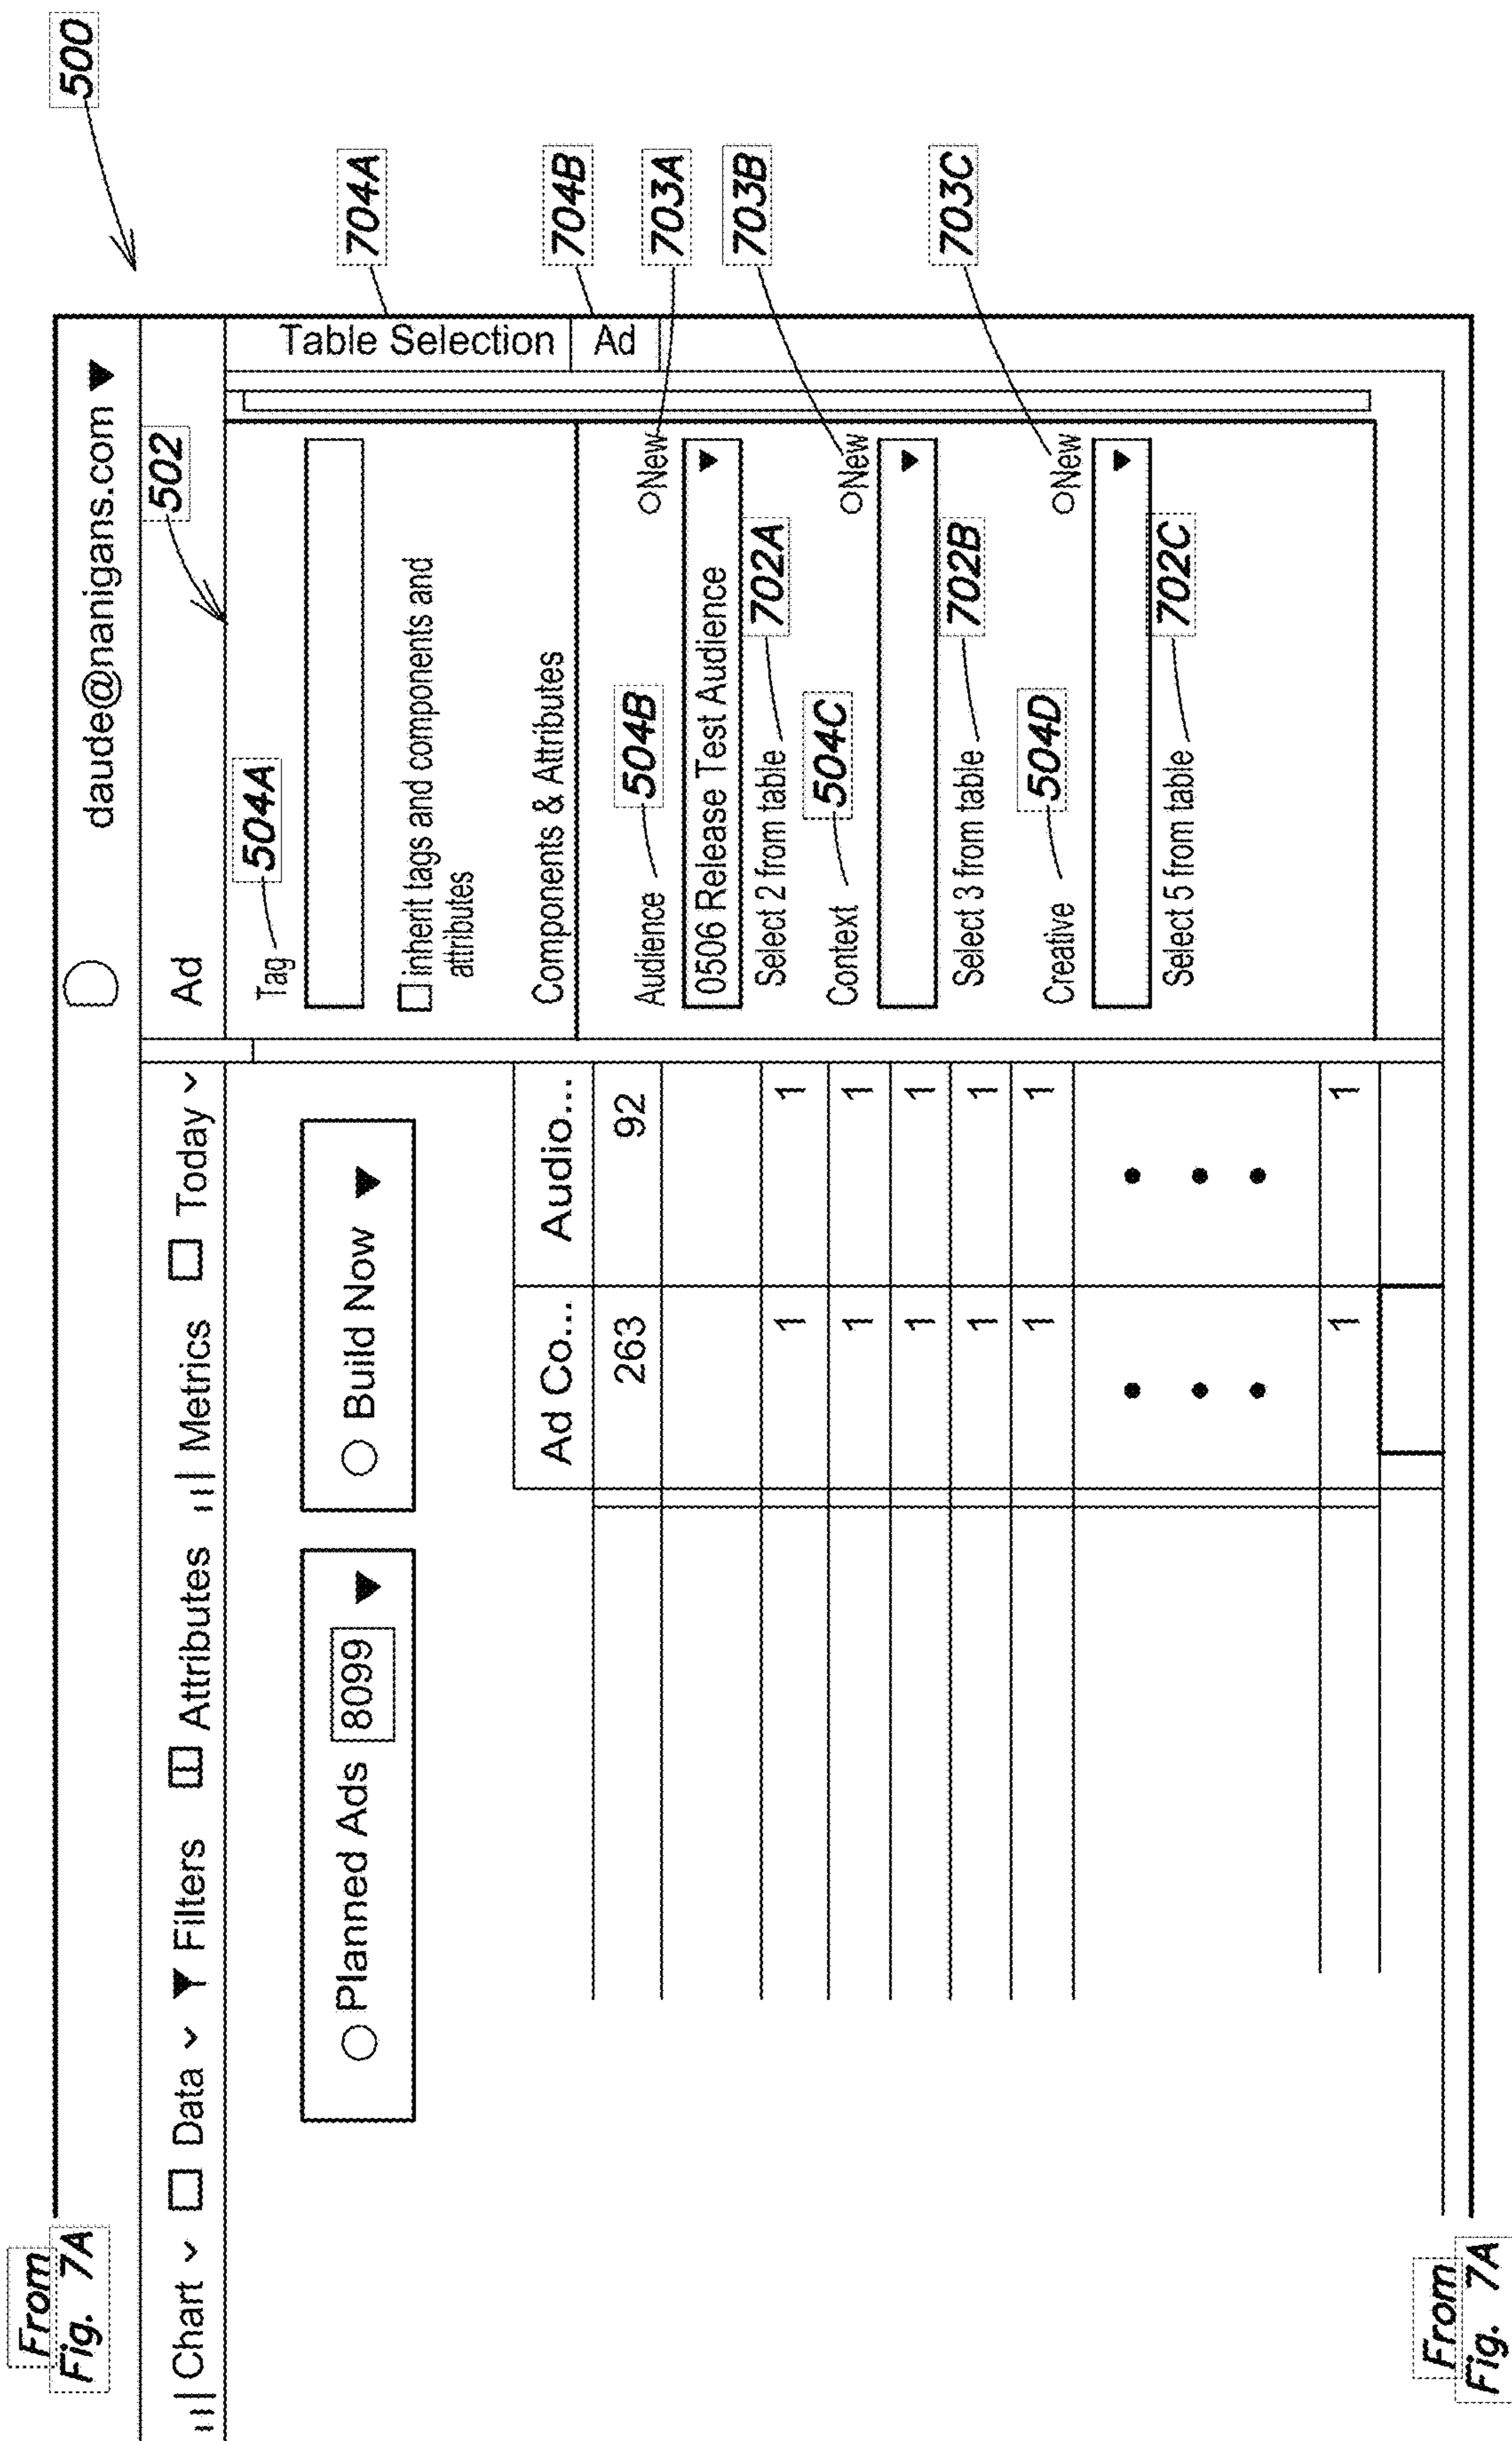 From
Fig. 7A
500
daude@nanigans.com
Chart Data Filters Attributes Metrics Today
Ad
502
Planned Ads 8099
Build Now
Ad Co... Audio...
263 92
1 1
1 1
1 1
1 1
1 1
1 1
Tag
504A
inherit tags and components and
attributes
Components & Attributes
Audience
504B
New
703A
0506 Release Test Audience
Select 2 from table
702A
Context
504C
New
703B
Select 3 from table
702B
Creative
504D
New
703C
Select 5 from table
702C
Table Selection
704A
Ad
704B
From
Fig. 7A